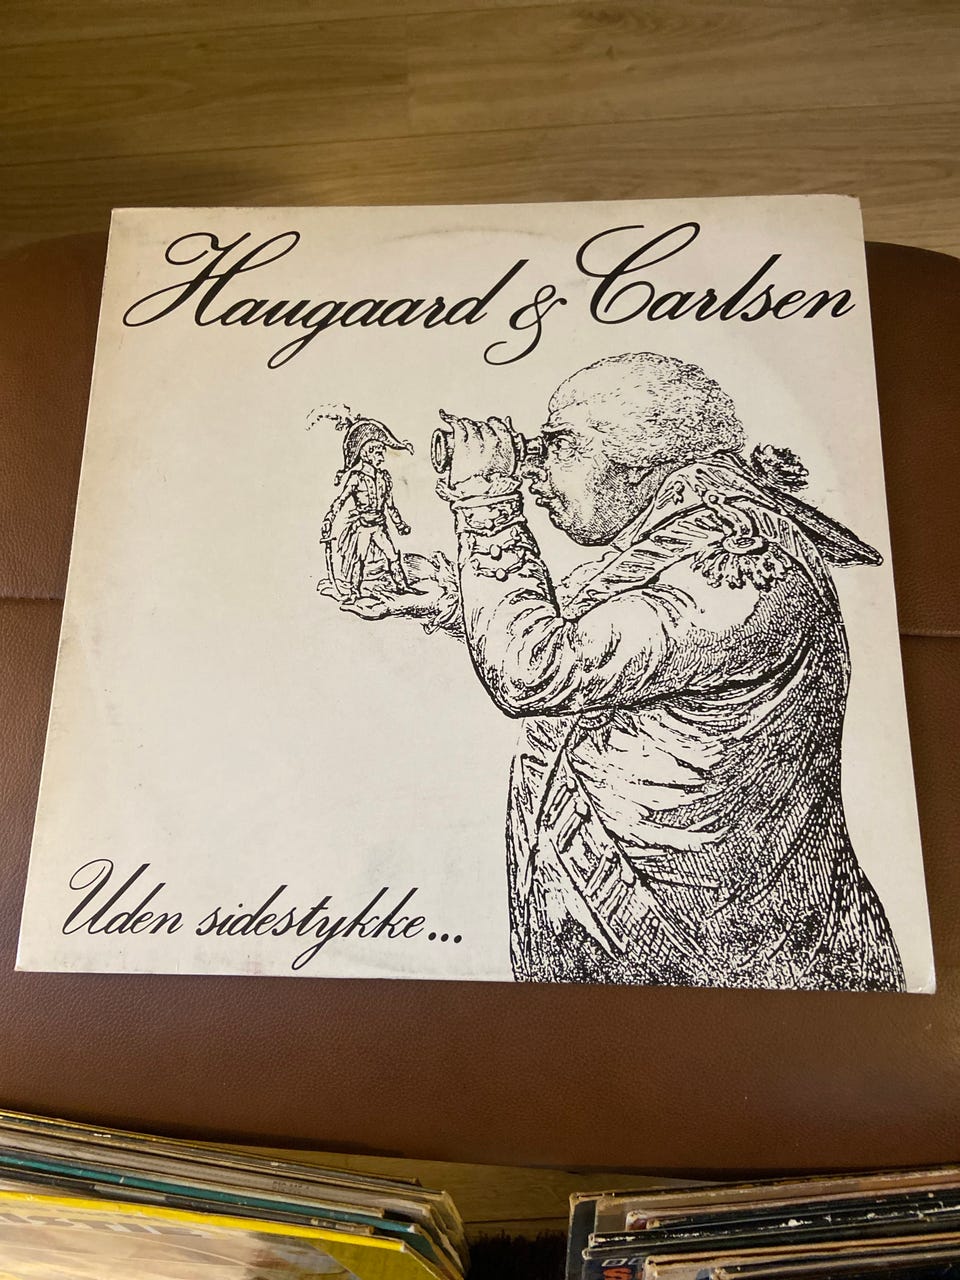 Haugaard & Carlsen
Uden sidestykke...